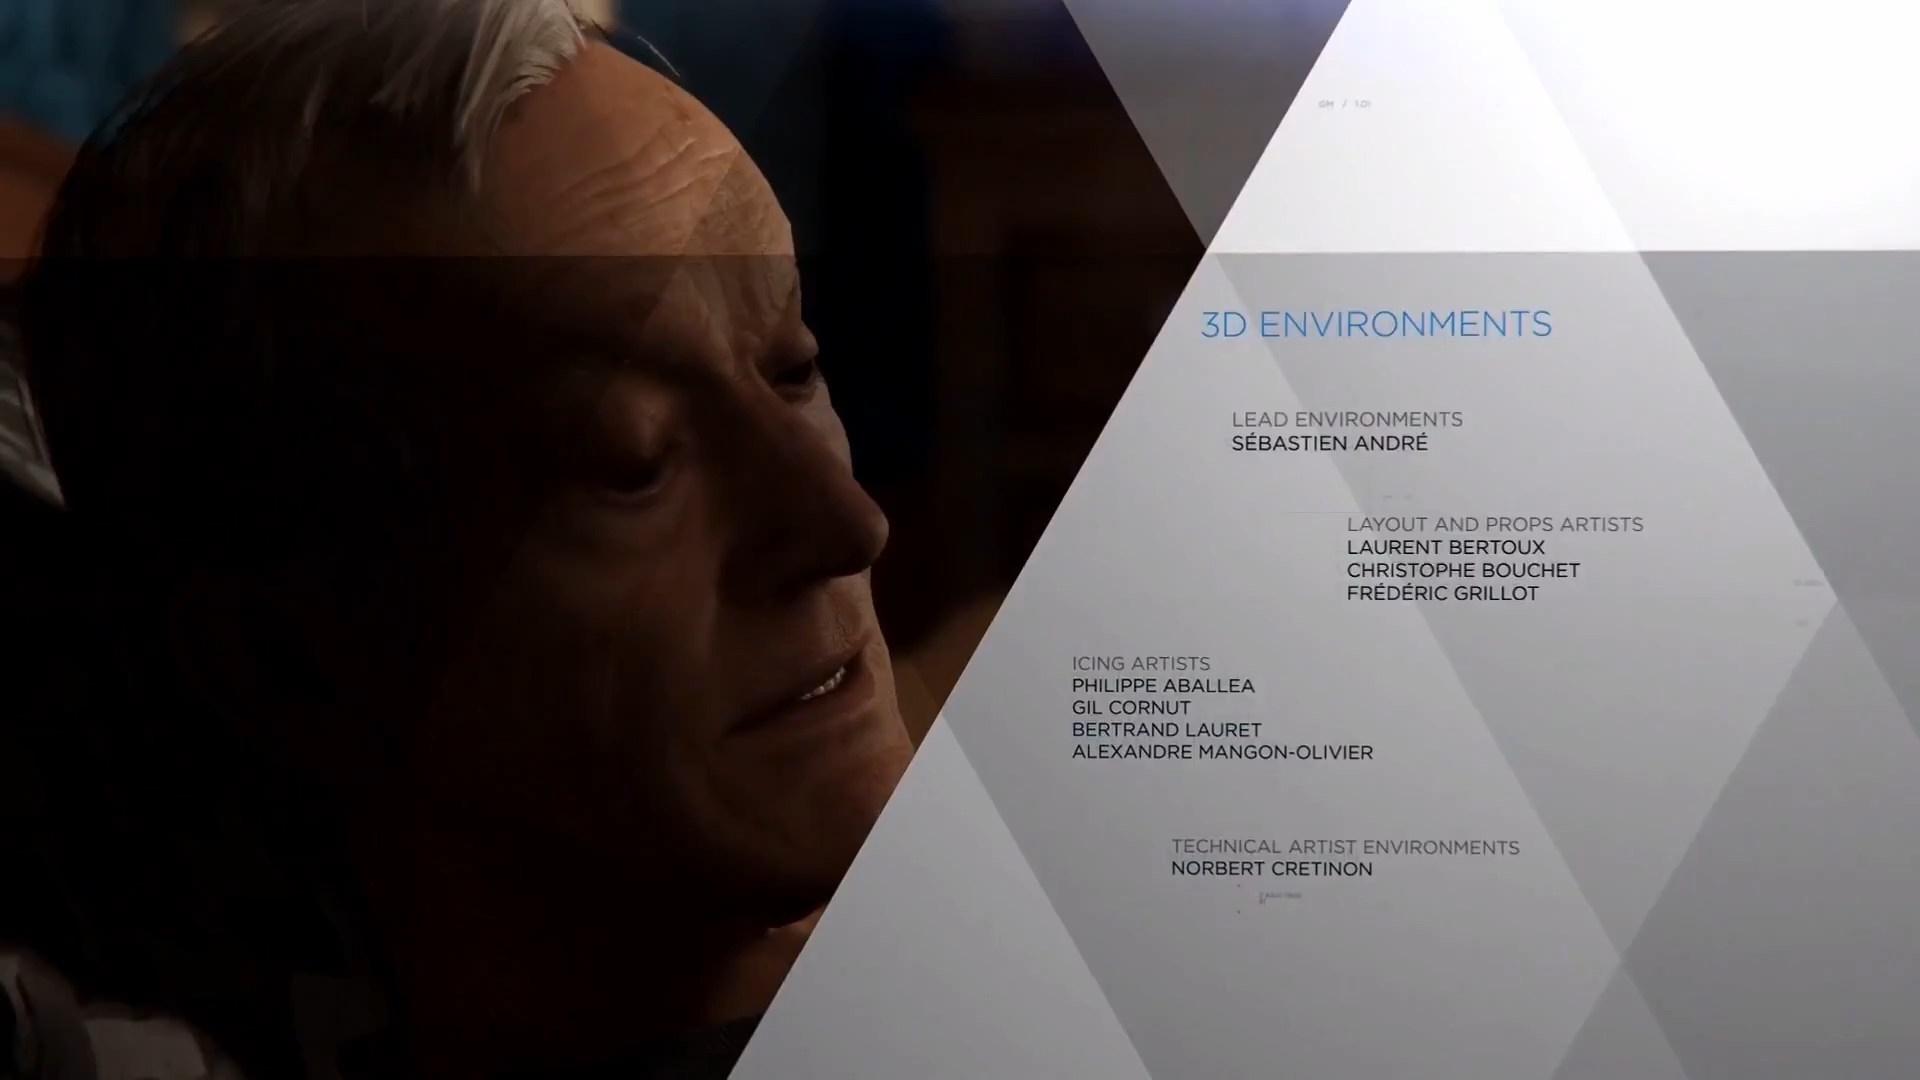 3D ENVIRONMENTS
LEAD ENVIRONMENTS
SÉBASTIEN ANDRÉ
LAYOUT AND PROPS ARTISTS
LAURENT BERTOUX
CHRISTOPHE BOUCHET
FRÉDÉRIC GRILLOT
ICING ARTISTS
PHILIPPE ABALLEA
GIL CORNUT
BERTRAND LAURET
ALEXANDRE MANGON-OLIVIER
TECHNICAL ARTIST ENVIRONMENTS
NORBERT CRETINON